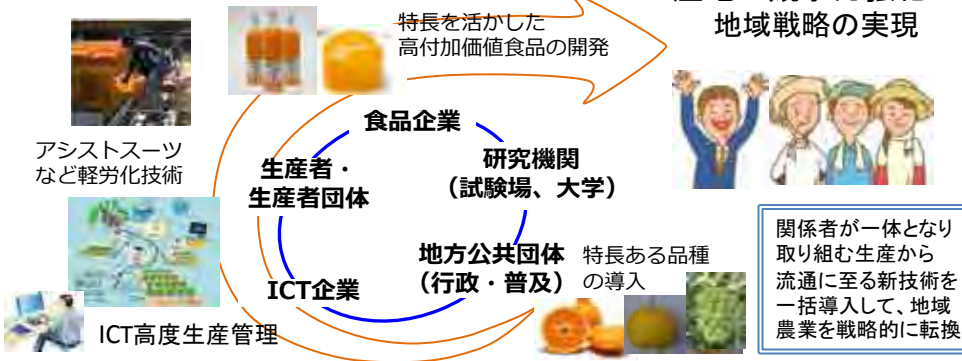 特長を活かした
高付加価値食品の開発
地域戦略の実現
アシストスーツ
など軽労化技術
食品企業
生産者・
生産者団体
研究機関
(試験場、大学)
地方公共団体
(行政・普及)
特長ある品種
の導入
ICT企業
ICT高度生産管理
関係者が一体となり
取り組む生産から
流通に至る新技術を
一括導入して、地域
農業を戦略的に転換